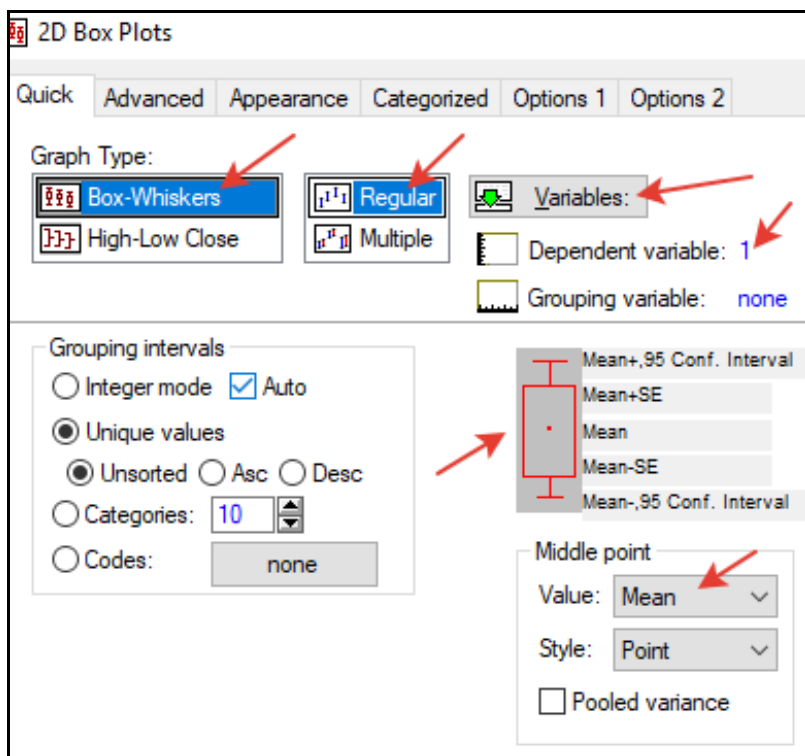 2D Box Plots
Quick Advanced Appearance Categorized Options 1 Options 2
Graph Type:
Box-Whiskers
High-Low Close
Regular
Multiple
Variables:
Dependent variable: 1
Grouping variable: none
Grouping intervals
Integer mode Auto
Unique values
Unsorted Asc Desc
Categories: 10
Codes: none
Mean+,95 Conf. Interval
Mean+SE
Mean
Mean-SE
Mean-,95 Conf. Interval
Middle point
Value: Mean
Style: Point
Pooled variance